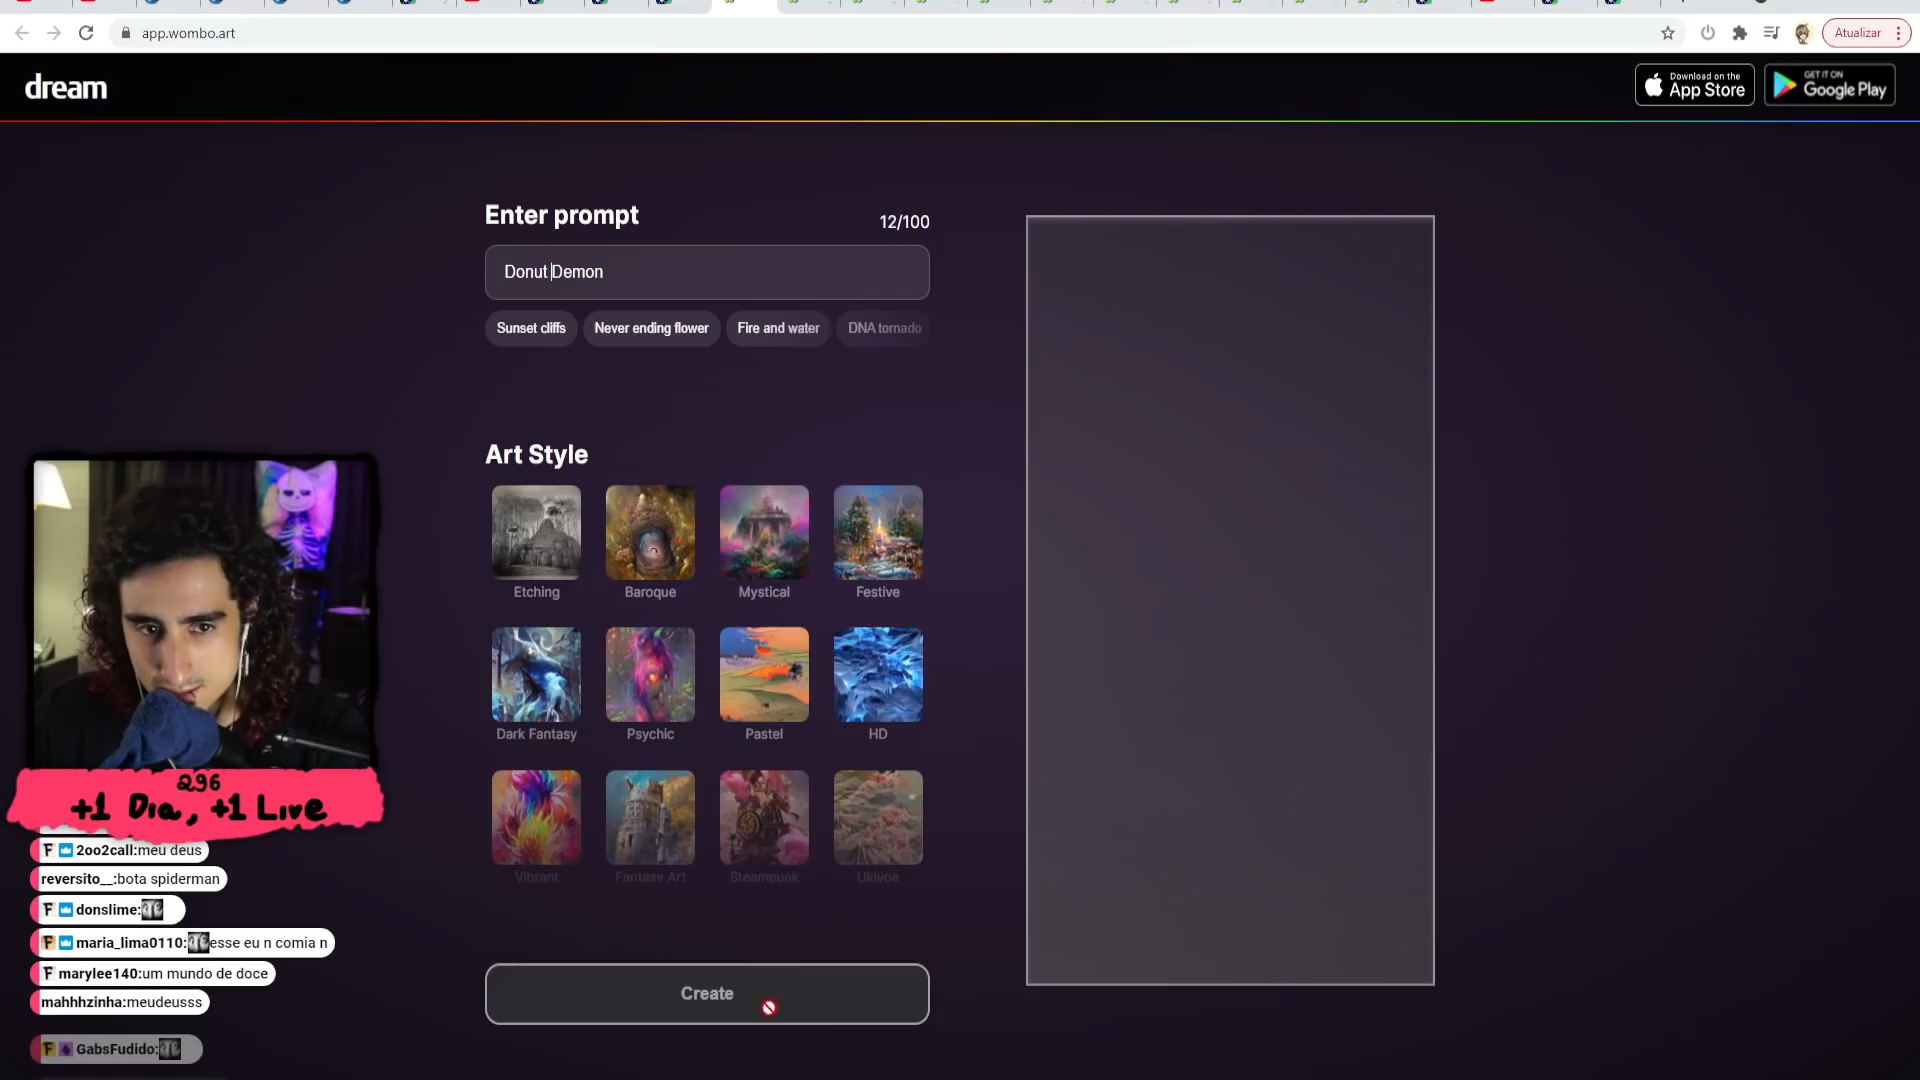 app.wombo.art
Atualizar
dream
Download on the
App Store
GET IT ON
Google Play
Enter prompt
12/100
Donut Demon
Sunset cliffs
Never ending flower
Fire and water
DNA tornado
Art Style
Etching
Baroque
Mystical
Festive
Dark Fantasy
Psychic
Pastel
HD
Vibrant
Fantasy Art
Steampunk
Ukiyoe
Create
296
+1 Dia, +1 Live
2oo2call:meu deus
reversito__:bota spiderman
donslime:
maria_lima0110:esse eu n comia n
marylee140:um mundo de doce
mahhhzinha:meudeusss
GabsFudido: